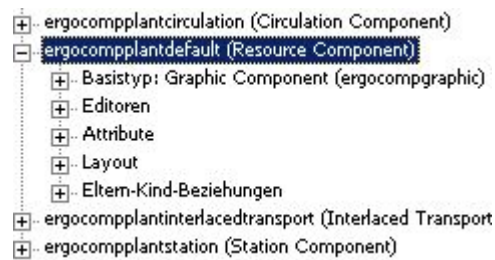 ergocompplantcirculation (Circulation Component)
ergocompplantdefault (Resource Component)
Basistyp: Graphic Component (ergocompgraphic)
Editoren
Attribute
Layout
Eltern-Kind-Beziehungen
ergocompplantinterlacedtransport (Interlaced Transport
ergocompplantstation (Station Component)